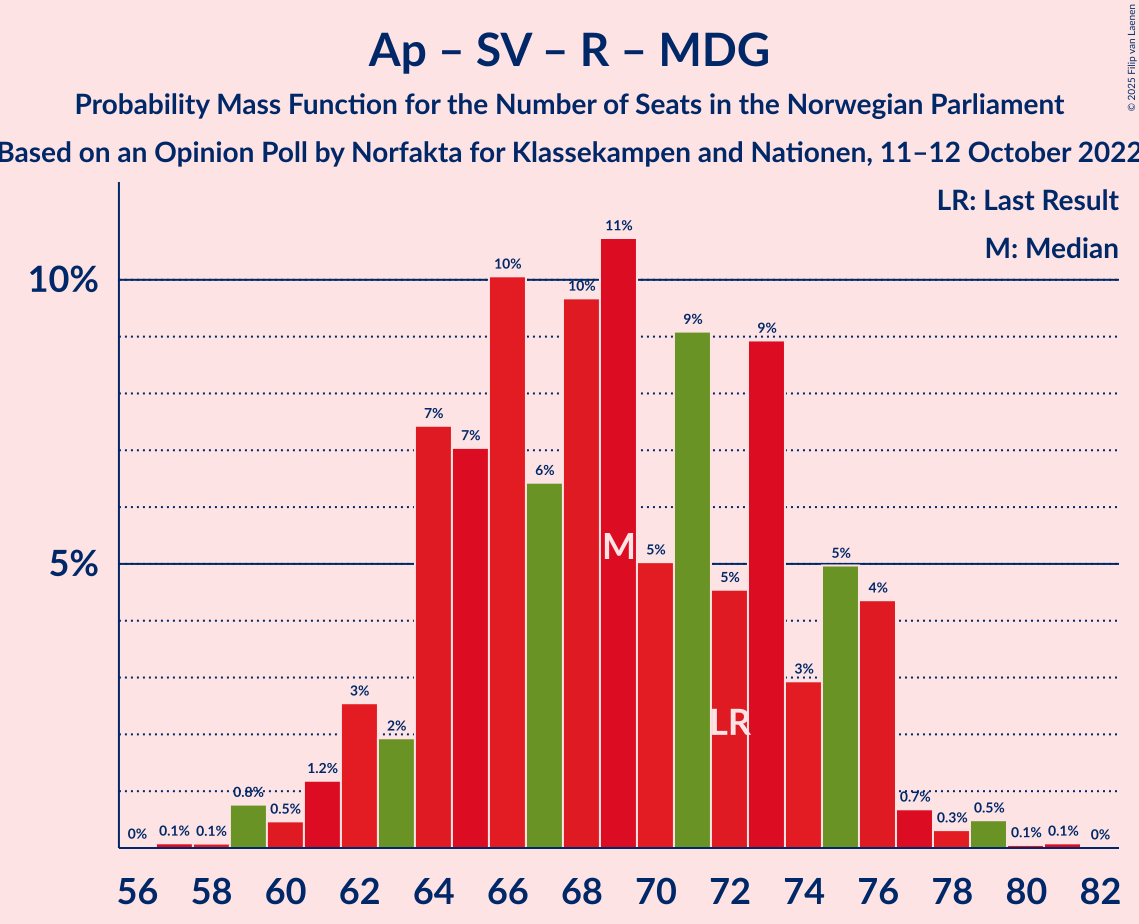 Ap – SV – R – MDG
Probability Mass Function for the Number of Seats in the Norwegian Parliament
Based on an Opinion Poll by Norfakta for Klassekampen and Nationen, 11–12 October 2022
© 2025 Filip van Laenen
LR: Last Result
M: Median
10%
5%
0% 0.1% 0.1% 0.8% 0.5% 1.2% 3% 2% 7% 7% 10% 6% 10% 11% 5% 9% 5% 9% 3% 5% 4% 0.7% 0.3% 0.5% 0.1% 0.1% 0%
M
LR
56 58 60 62 64 66 68 70 72 74 76 78 80 82